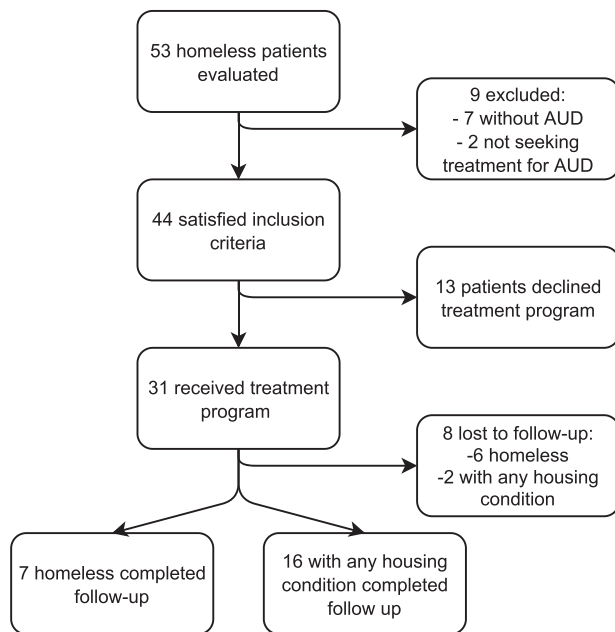 53 homeless patients
evaluated
9 excluded:
- 7 without AUD
- 2 not seeking
treatment for AUD
44 satisfied inclusion
criteria
13 patients declined
treatment program
31 received treatment
program
8 lost to follow-up:
-6 homeless
-2 with any housing
condition
7 homeless completed
follow-up
16 with any housing
condition completed
follow up